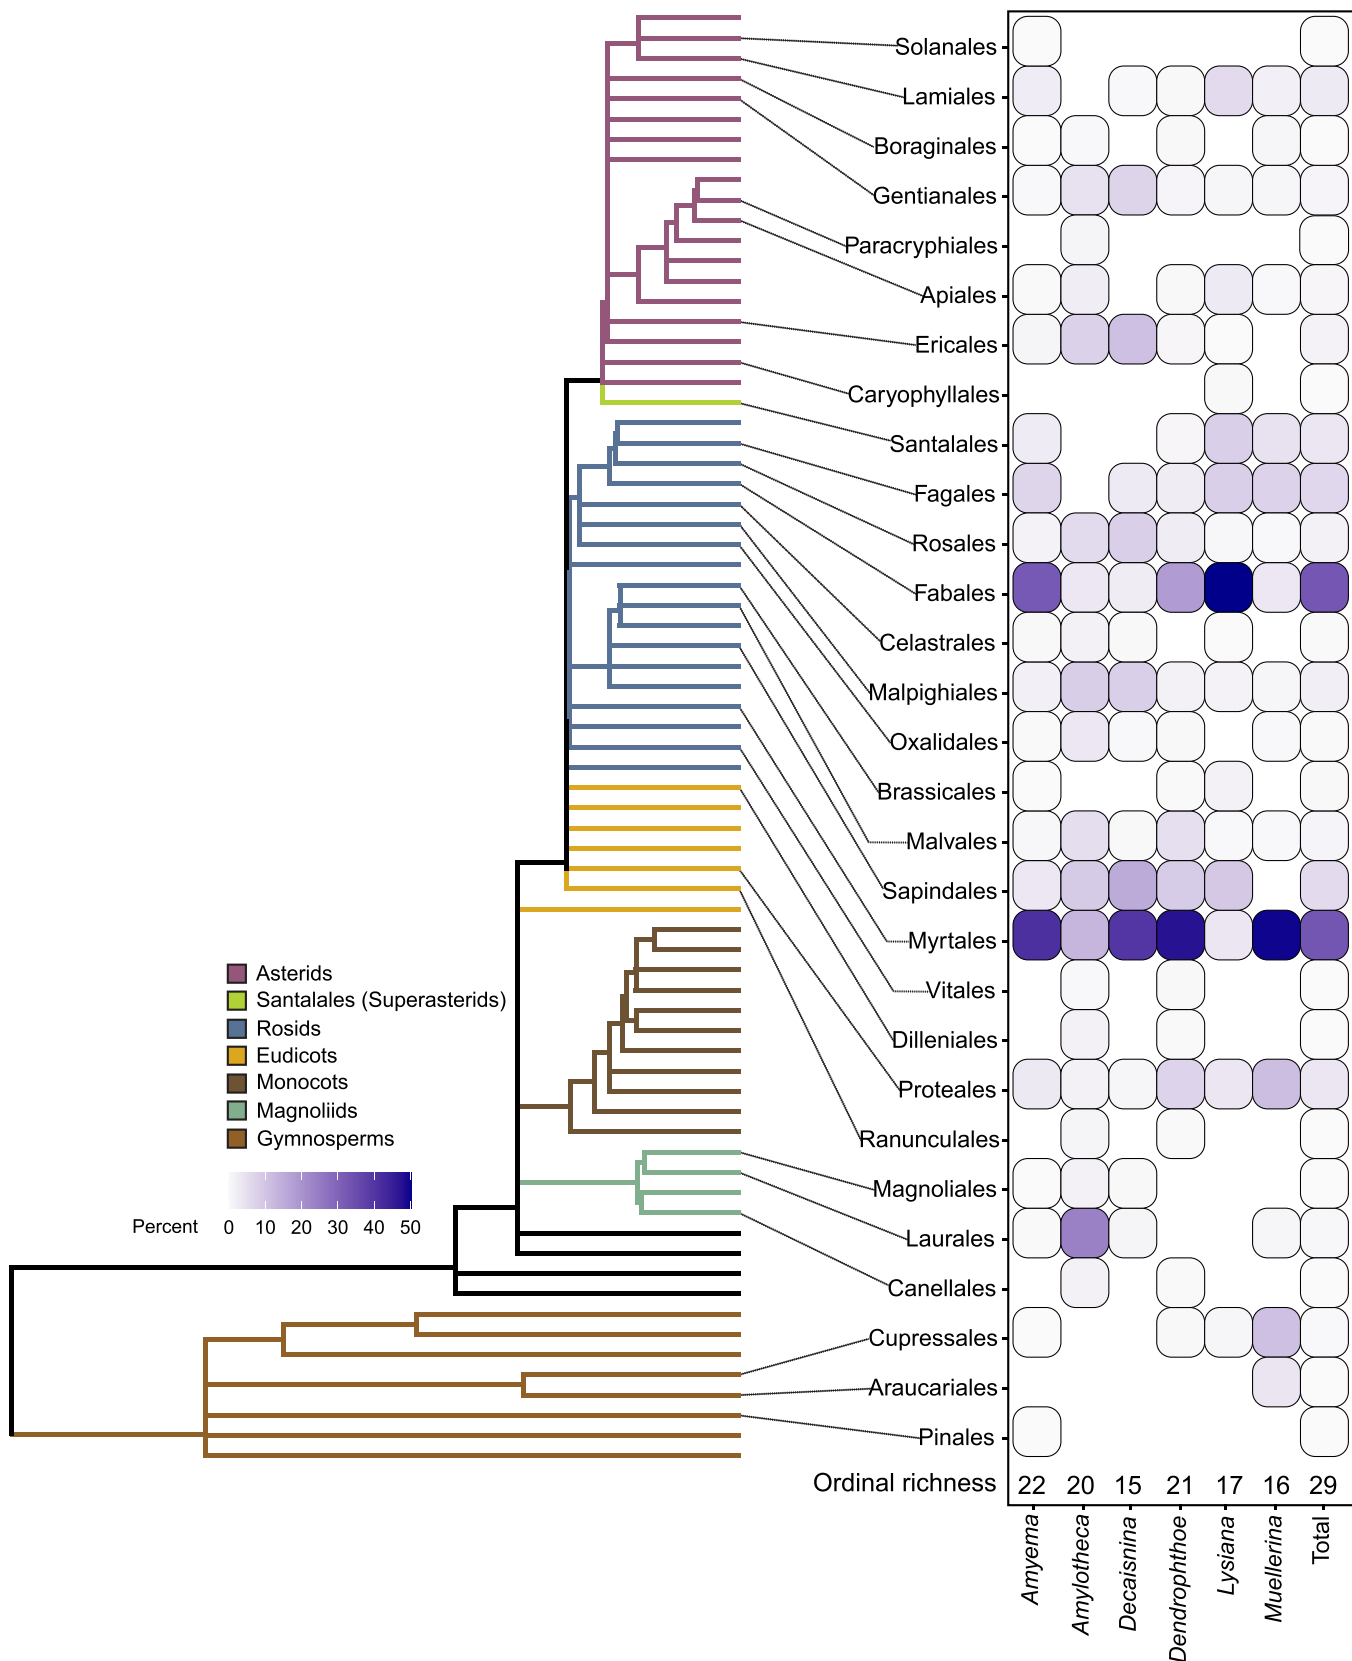 Solanales
Lamiales
Boraginales
Gentianales
Paracryphiales
Apiales
Ericales
Caryophyllales
Santalales
Fagales
Rosales
Fabales
Celastrales
Malpighiales
Oxalidales
Brassicales
Malvales
Sapindales
Myrtales
Vitales
Dilleniales
Proteales
Ranunculales
Magnoliales
Laurales
Canellales
Cupressales
Araucariales
Pinales
Ordinal richness 22 20 15 21 17 16 29
Amyema
Amylotheca
Decaisnina
Dendrophthoe
Lysiana
Muellerina
Total
Asterids
Santalales (Superasterids)
Rosids
Eudicots
Monocots
Magnoliids
Gymnosperms
Percent 0 10 20 30 40 50